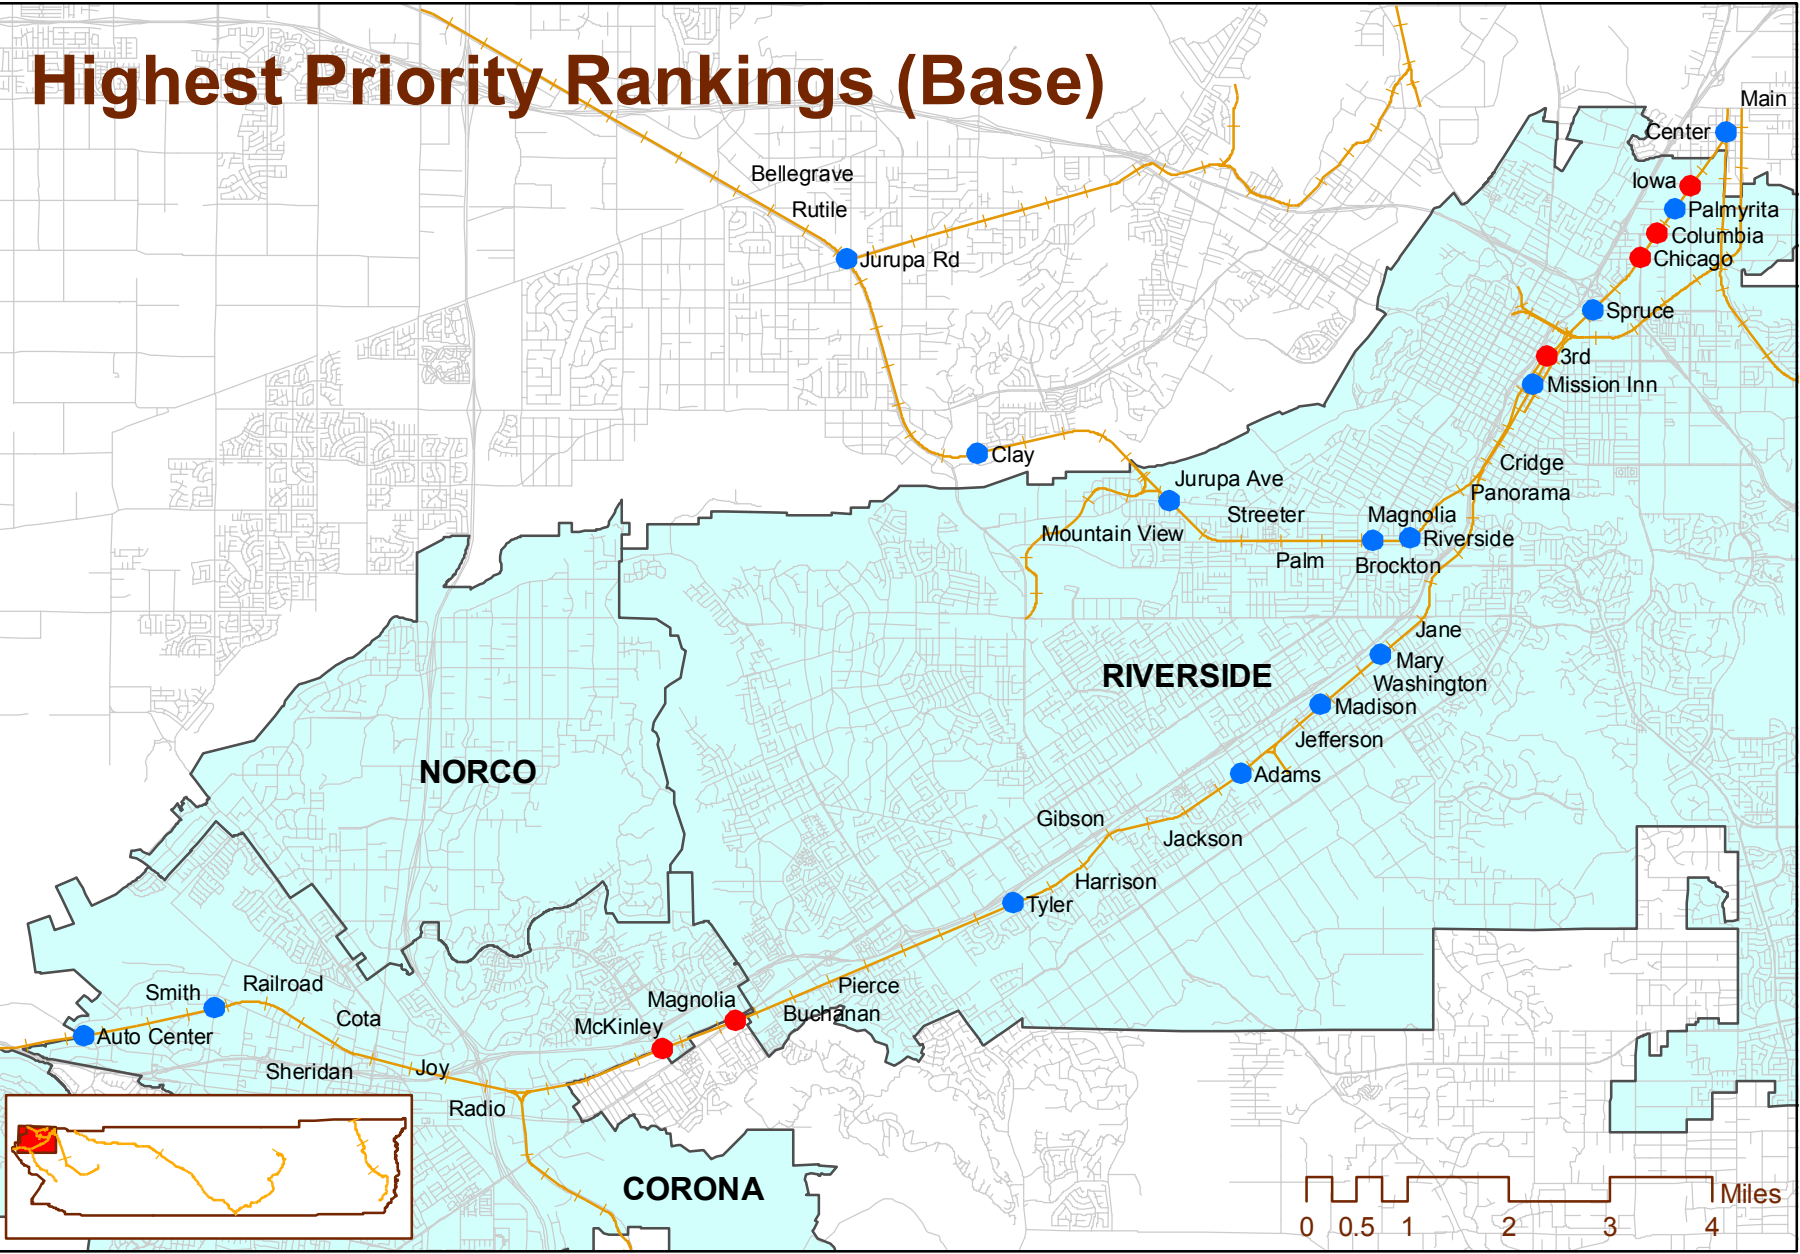 Highest Priority Rankings (Base)
Main
Center
Bellegrave
Iowa
Rutile
Palmyrita
Columbia
Jurupa Rd
Chicago
Spruce
3rd
Mission Inn
Clay
Cridge
Jurupa Ave
Panorama
Streeter
Magnolia
Mountain View
Riverside
Palm
Brockton
Jane
Mary
RIVERSIDE
Washington
Madison
Jefferson
NORCO
Adams
Gibson
Jackson
Harrison
Tyler
Railroad
Pierce
Smith
Magnolia
Buchanan
Cota
McKinley
Auto Center
Joy
Sheridan
Radio
CORONA
Miles
0 0.5 1 2 3 4